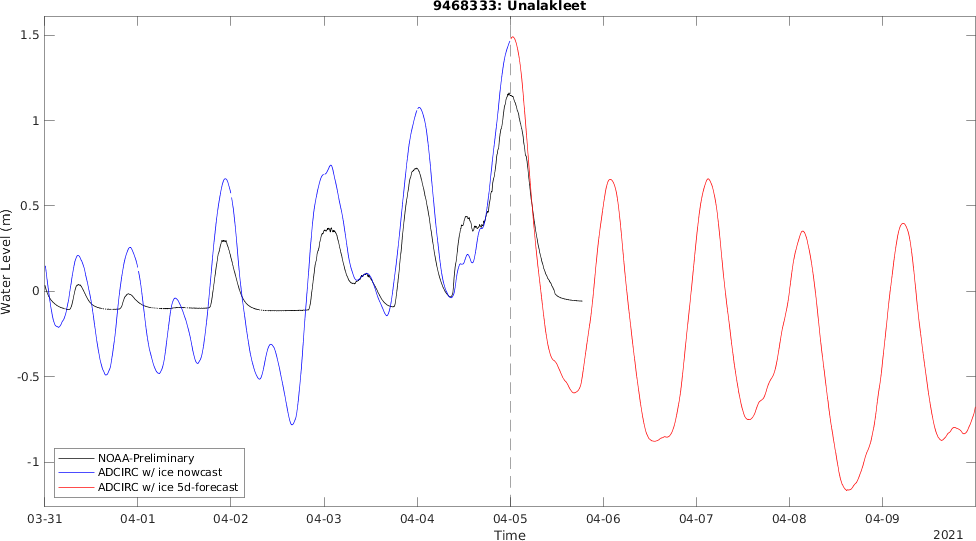 9468333: Unalakleet
1.5
1
0.5
0
-0.5
-1
Water Level (m)
NOAA-Preliminary
ADCIRC w/ ice nowcast
ADCIRC w/ ice 5d-forecast
03-31 04-01 04-02 04-03 04-04 04-05 04-06 04-07 04-08 04-09
Time
2021